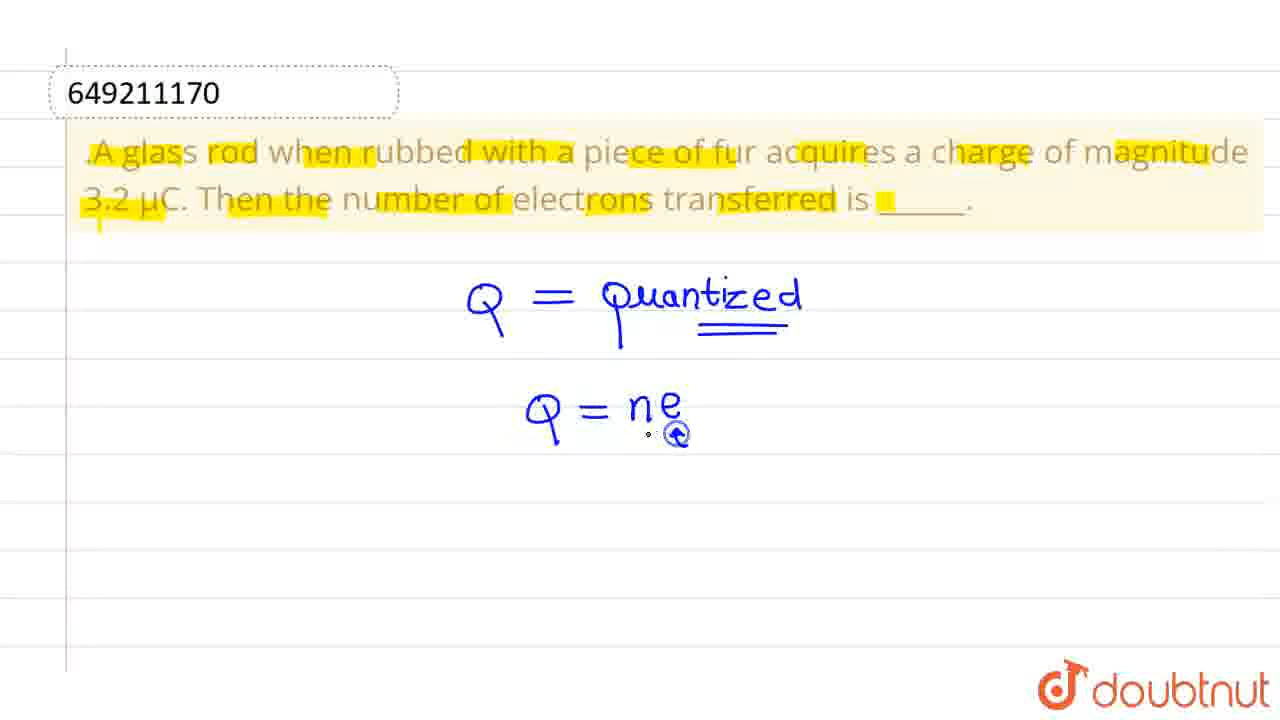 649211170
.A glass rod when rubbed with a piece of fur acquires a charge of magnitude
3.2 µC. Then the number of electrons transferred is ______.
Q = quantized
Q = ne
doubtnut